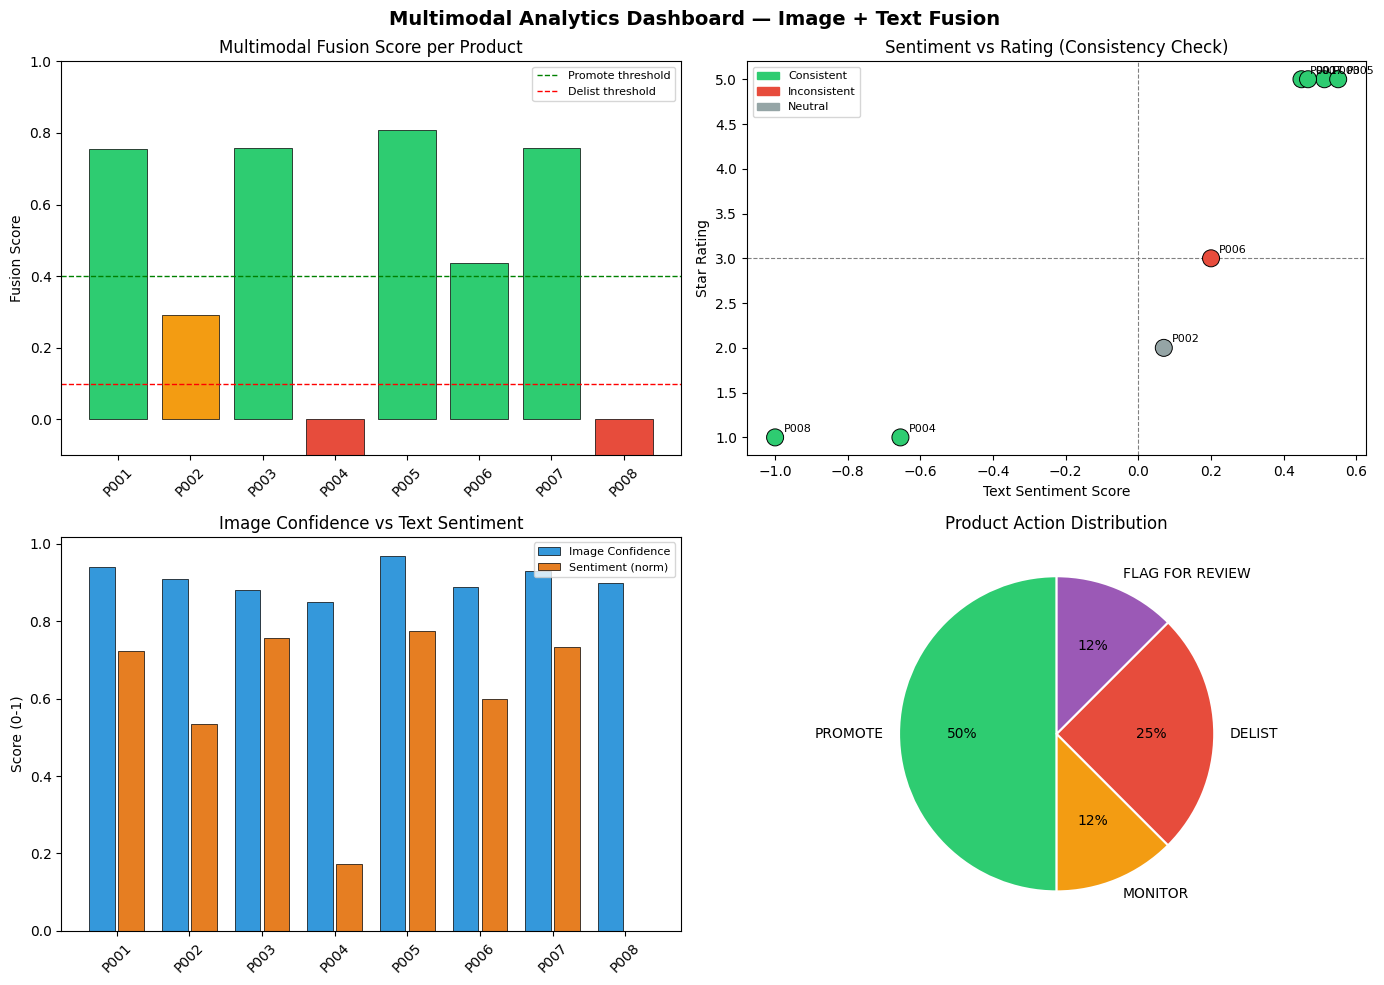 Multimodal Analytics Dashboard — Image + Text Fusion
Multimodal Fusion Score per Product
Fusion Score
1.0
0.8
0.6
0.4
0.2
0.0
Promote threshold
Delist threshold
P001
P002
P003
P004
P005
P006
P007
P008
Sentiment vs Rating (Consistency Check)
Star Rating
5.0
4.5
4.0
3.5
3.0
2.5
2.0
1.5
1.0
Consistent
Inconsistent
Neutral
P005
P006
P002
P008
P004
−1.0
−0.8
−0.6
−0.4
−0.2
0.0
0.2
0.4
0.6
Text Sentiment Score
Image Confidence vs Text Sentiment
Score (0-1)
1.0
0.8
0.6
0.4
0.2
0.0
Image Confidence
Sentiment (norm)
P001
P002
P003
P004
P005
P006
P007
P008
Product Action Distribution
FLAG FOR REVIEW
12%
PROMOTE
50%
25%
DELIST
12%
MONITOR